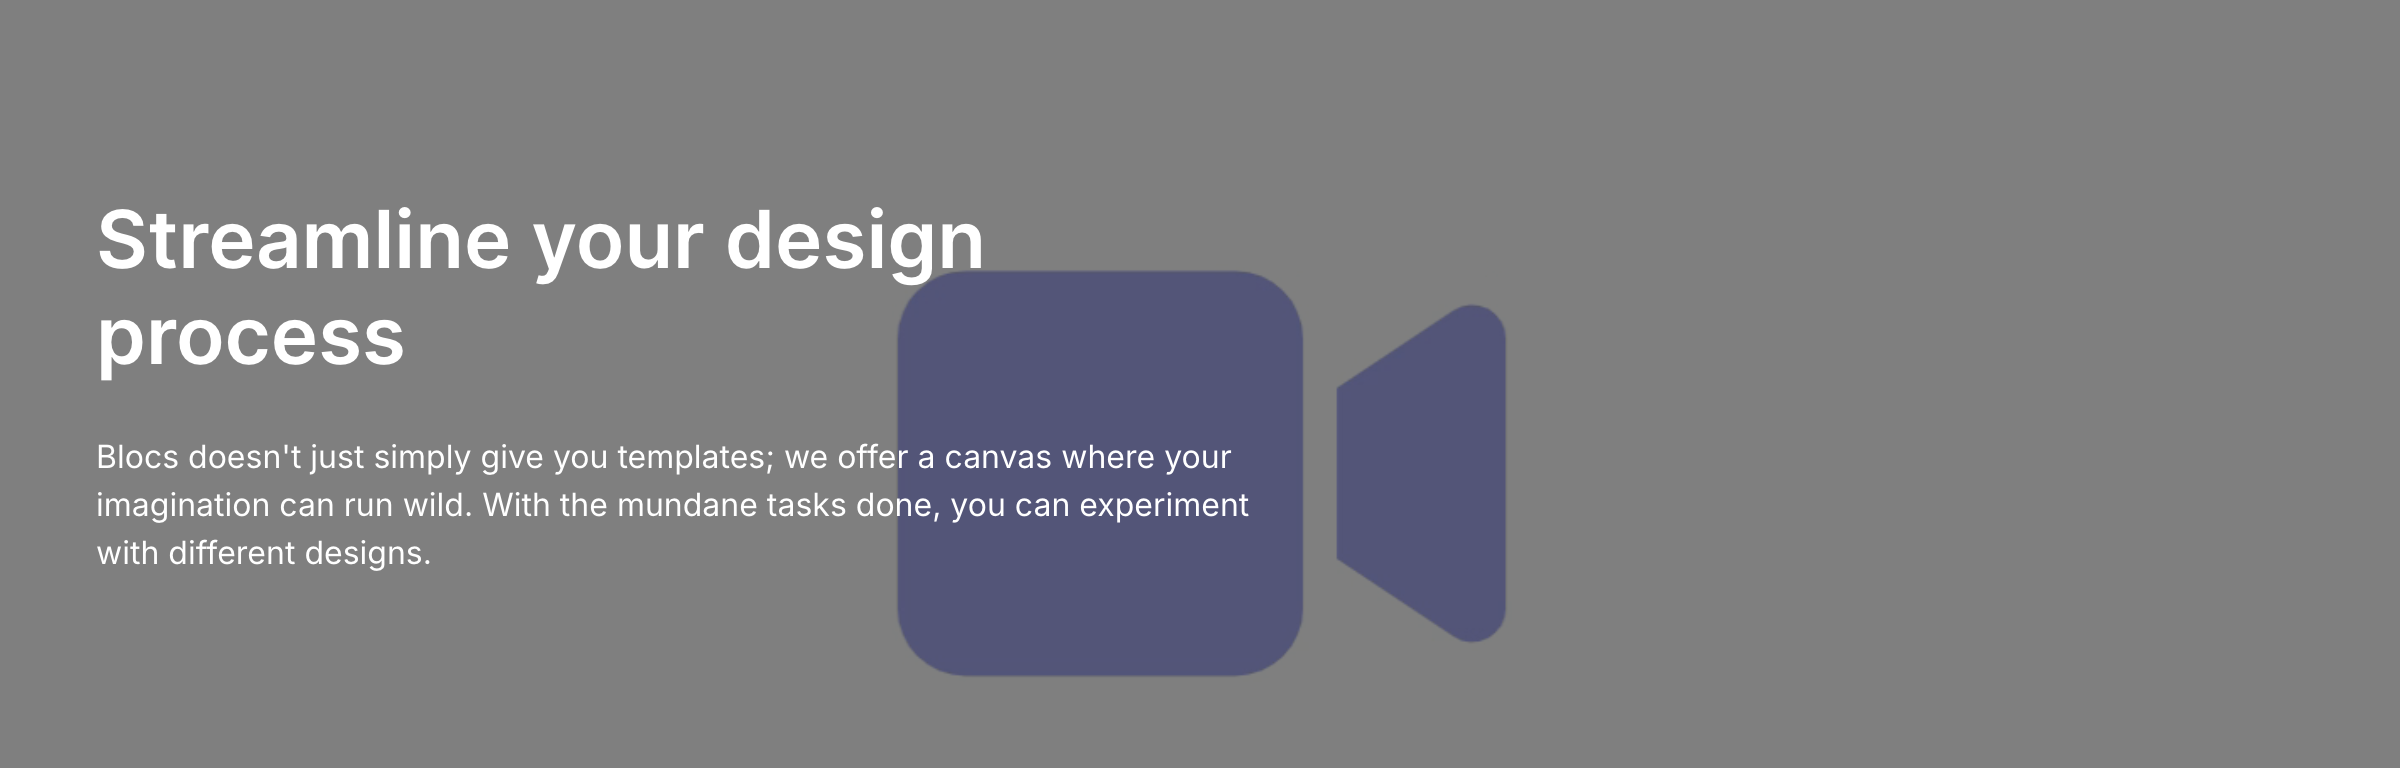 Streamline your design
process
Blocs doesn't just simply give you templates; we offer a canvas where your
imagination can run wild. With the mundane tasks done, you can experiment
with different designs.